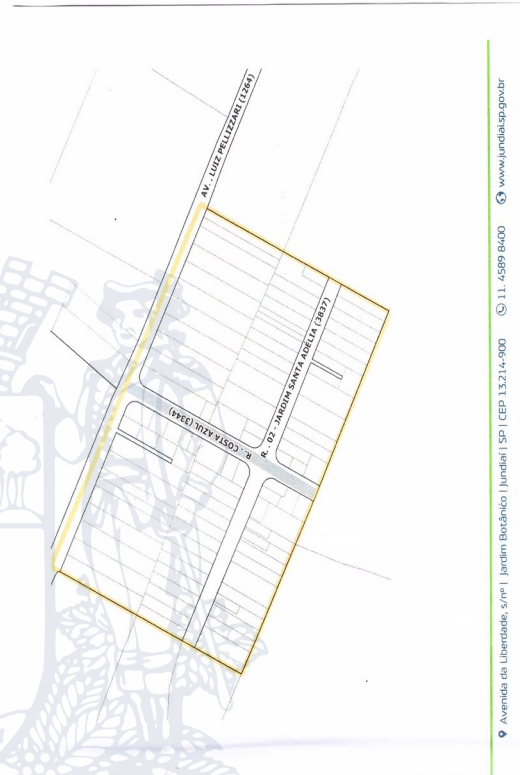 AV. . LUIZ PELLIZZARI (1264)
R. . COSTA AZUL (3344)
R. . 02 - JARDIM SANTA ADÉLIA (3837)
Avenida da Liberdade, s/nº | Jardim Botânico | Jundiaí | SP | CEP 13.214-900 11. 4589 8400 www.jundiai.sp.gov.br